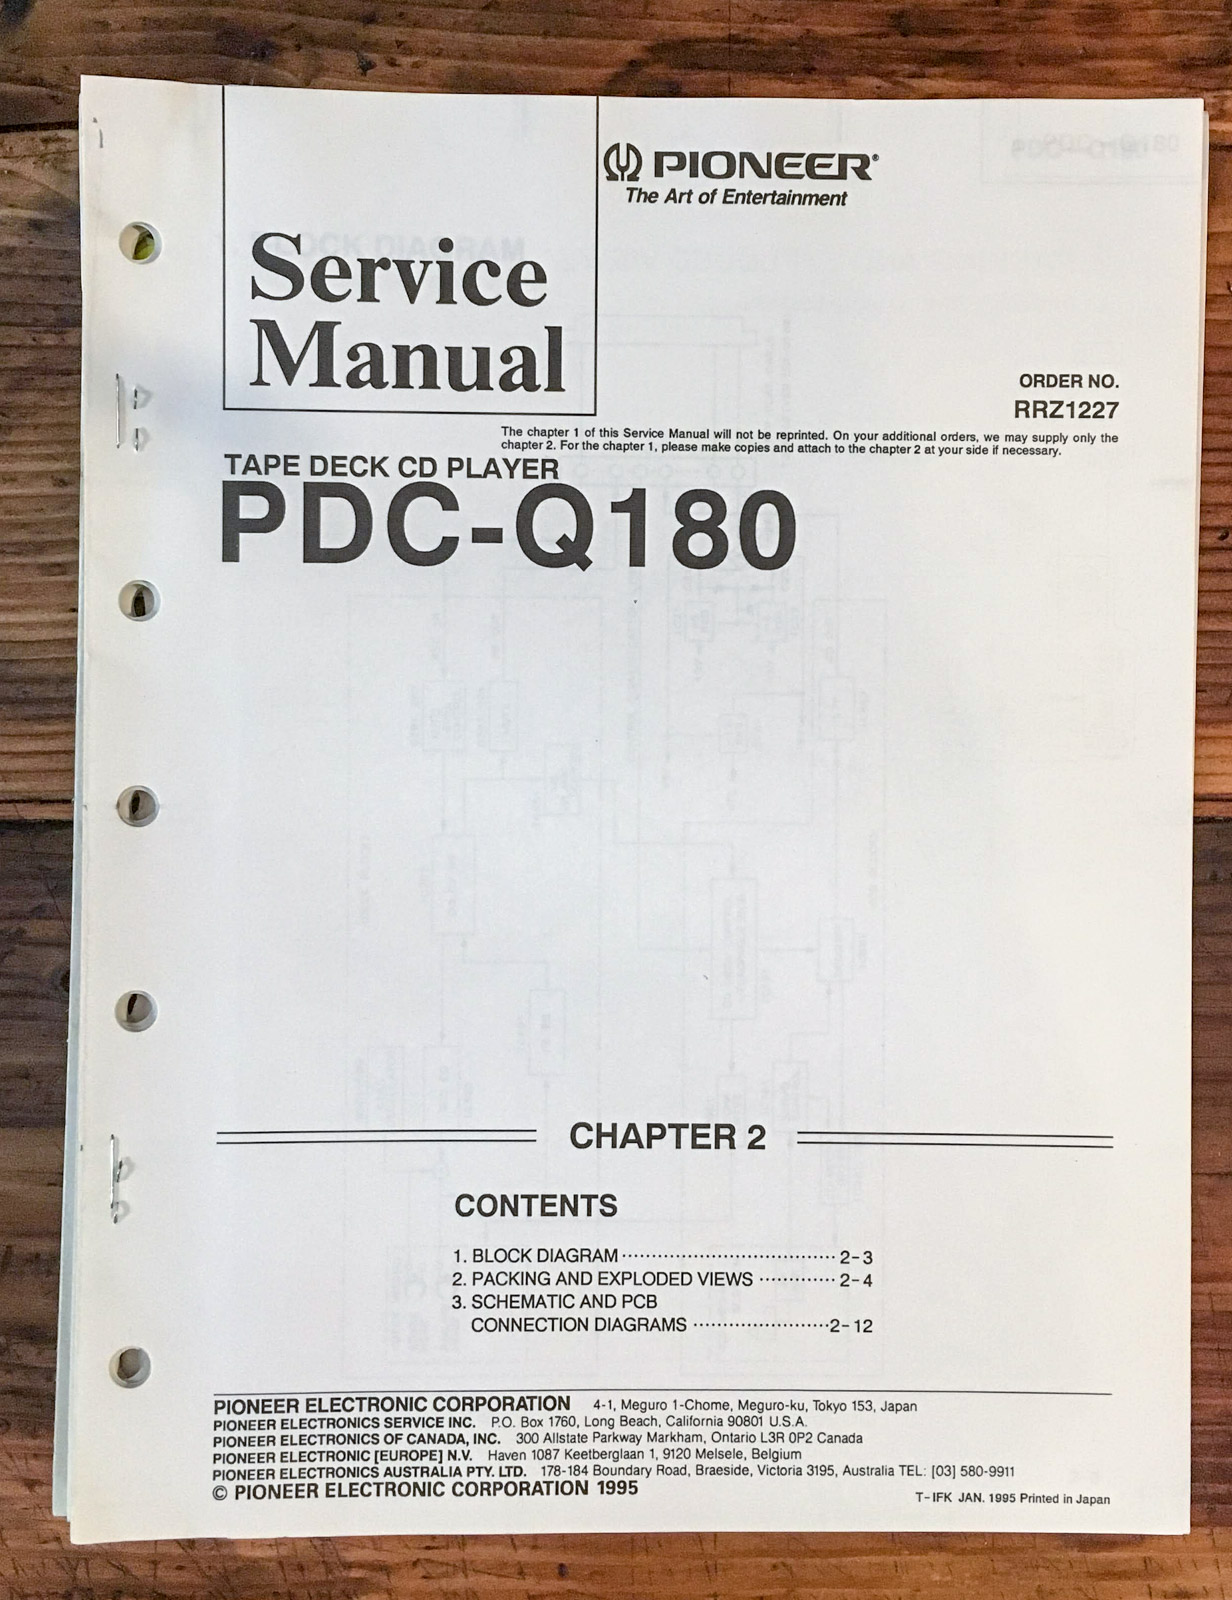 PIONEER®
The Art of Entertainment
Service
Manual
ORDER NO.
RRZ1227
The chapter 1 of this Service Manual will not be reprinted. On your additional orders, we may supply only the
chapter 2. For the chapter 1, please make copies and attach to the chapter 2 at your side if necessary.
TAPE DECK CD PLAYER
PDC-Q180
CHAPTER 2
CONTENTS
1. BLOCK DIAGRAM ···································· 2-3
2. PACKING AND EXPLODED VIEWS ············· 2-4
3. SCHEMATIC AND PCB
CONNECTION DIAGRAMS ·······················2-12
PIONEER ELECTRONIC CORPORATION 4-1, Meguro 1-Chome, Meguro-ku, Tokyo 153, Japan
PIONEER ELECTRONICS SERVICE INC. P.O. Box 1760, Long Beach, California 90801 U.S.A.
PIONEER ELECTRONICS OF CANADA, INC. 300 Allstate Parkway Markham, Ontario L3R 0P2 Canada
PIONEER ELECTRONIC [EUROPE] N.V. Haven 1087 Keetberglaan 1, 9120 Melsele, Belgium
PIONEER ELECTRONICS AUSTRALIA PTY. LTD. 178-184 Boundary Road, Braeside, Victoria 3195, Australia TEL: [03] 580-9911
© PIONEER ELECTRONIC CORPORATION 1995
T-IFK JAN. 1995 Printed in Japan